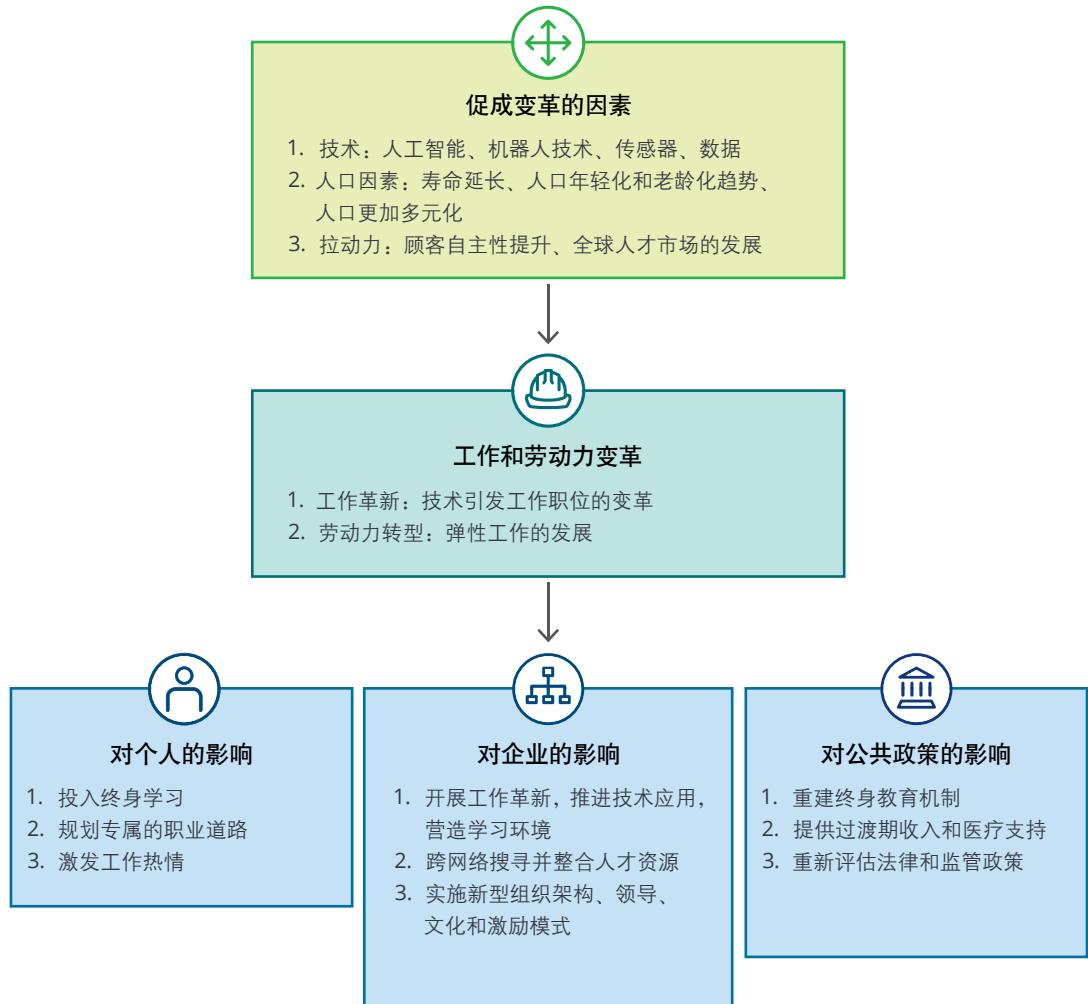 促成变革的因素
1. 技术：人工智能、机器人技术、传感器、数据
2. 人口因素：寿命延长、人口年轻化和老龄化趋势、
人口更加多元化
3. 拉动力：顾客自主性提升、全球人才市场的发展
工作和劳动力变革
1. 工作革新：技术引发工作职位的变革
2. 劳动力转型：弹性工作的发展
对个人的影响
1. 投入终身学习
2. 规划专属的职业道路
3. 激发工作热情
对企业的影响
1. 开展工作革新，推进技术应用，
营造学习环境
2. 跨网络搜寻并整合人才资源
3. 实施新型组织架构、领导、
文化和激励模式
对公共政策的影响
1. 重建终身教育机制
2. 提供过渡期收入和医疗支持
3. 重新评估法律和监管政策